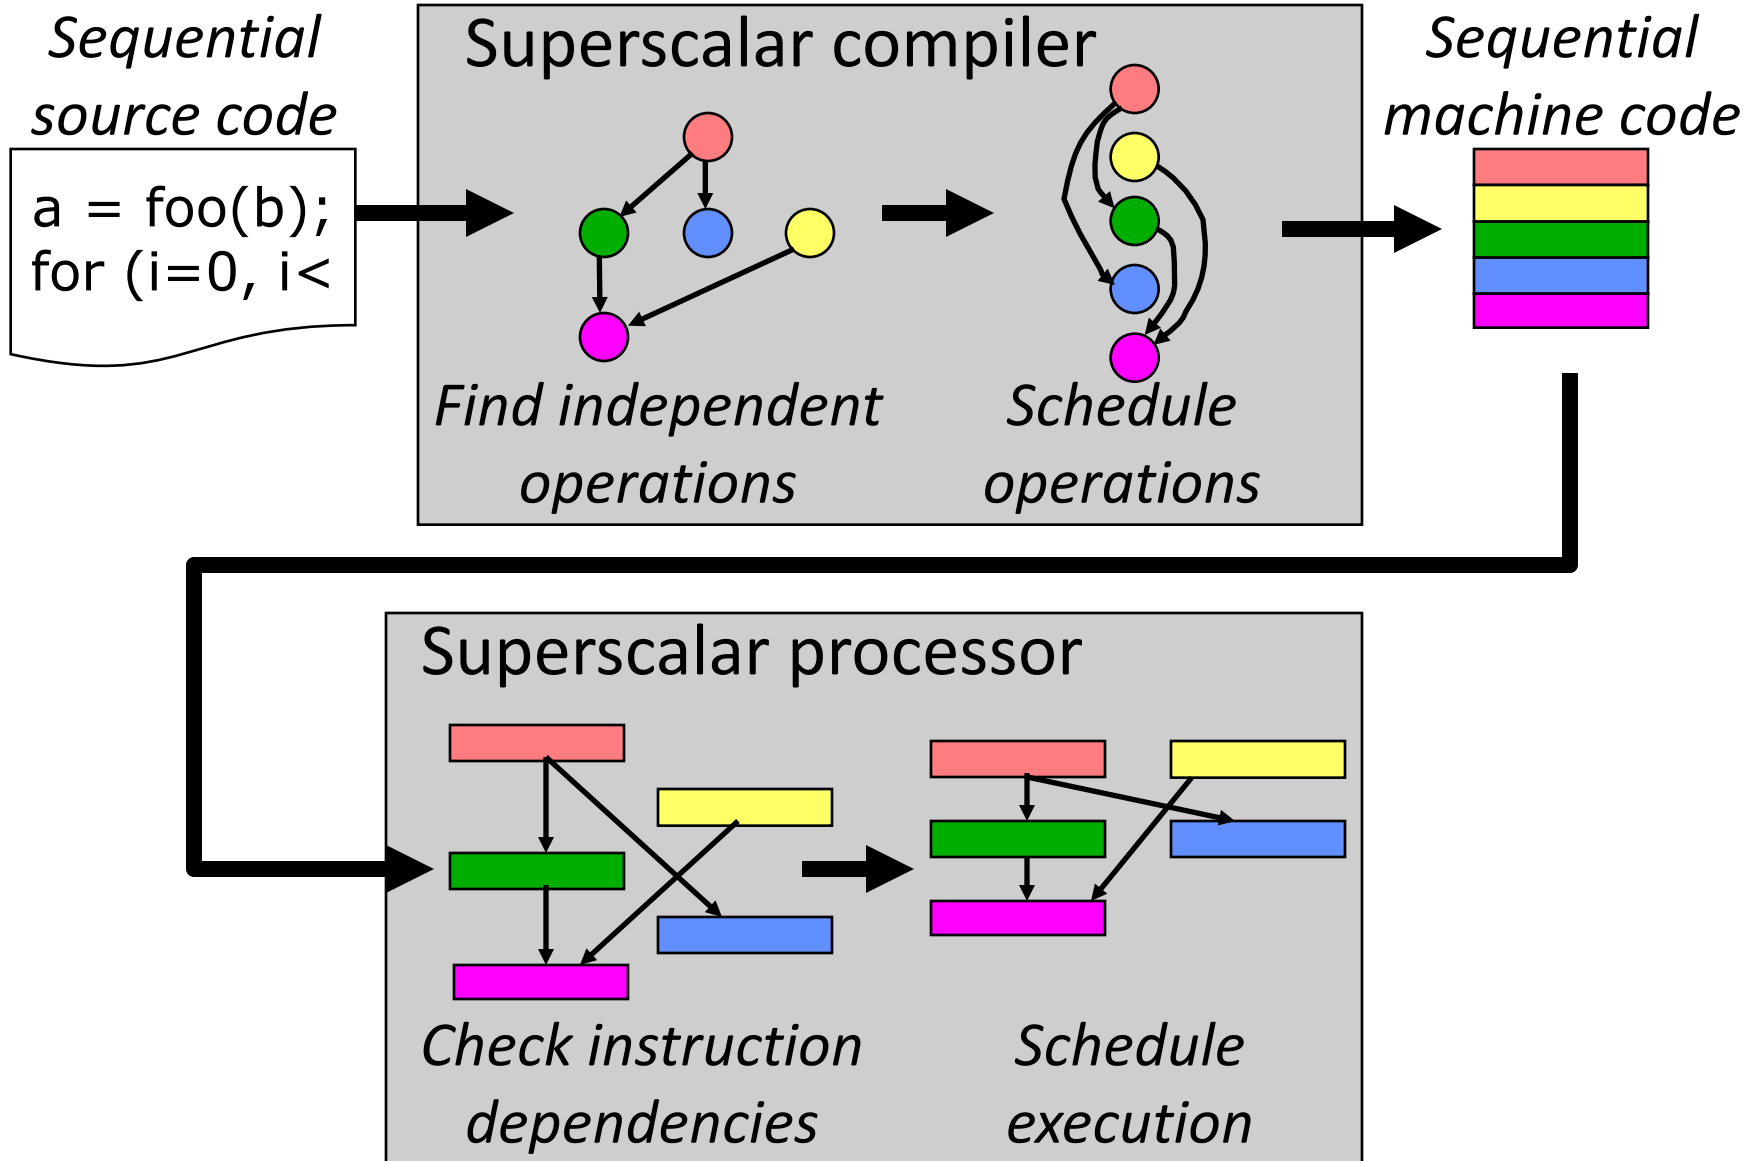 Sequential
source code
a = foo(b);
for (i=0, i<
Superscalar compiler
Find independent
operations
Schedule
operations
Sequential
machine code
Superscalar processor
Check instruction
dependencies
Schedule
execution